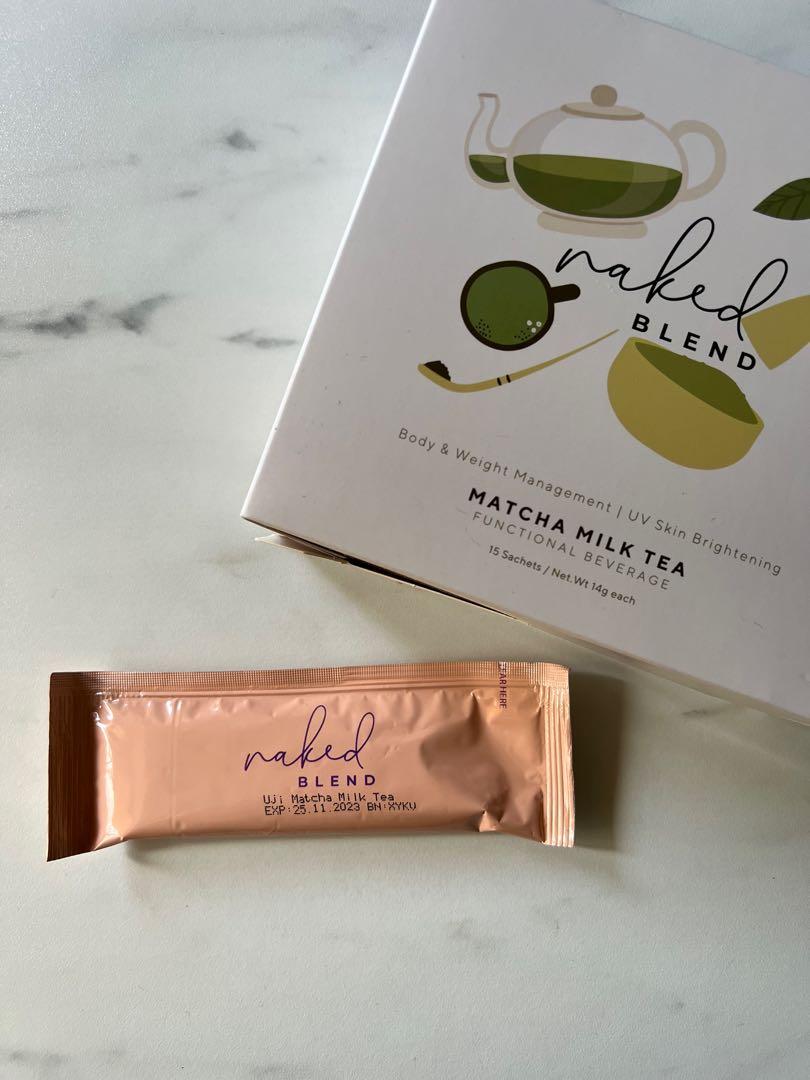 naked
BLEND
Body & Weight Management | UV Skin Brightening
MATCHA MILK TEA
FUNCTIONAL BEVERAGE
15 Sachets / Net.Wt 14g each
TEAR HERE
naked
BLEND
Uji Matcha Milk Tea
EXP:25.11.2023 BN:XYKU